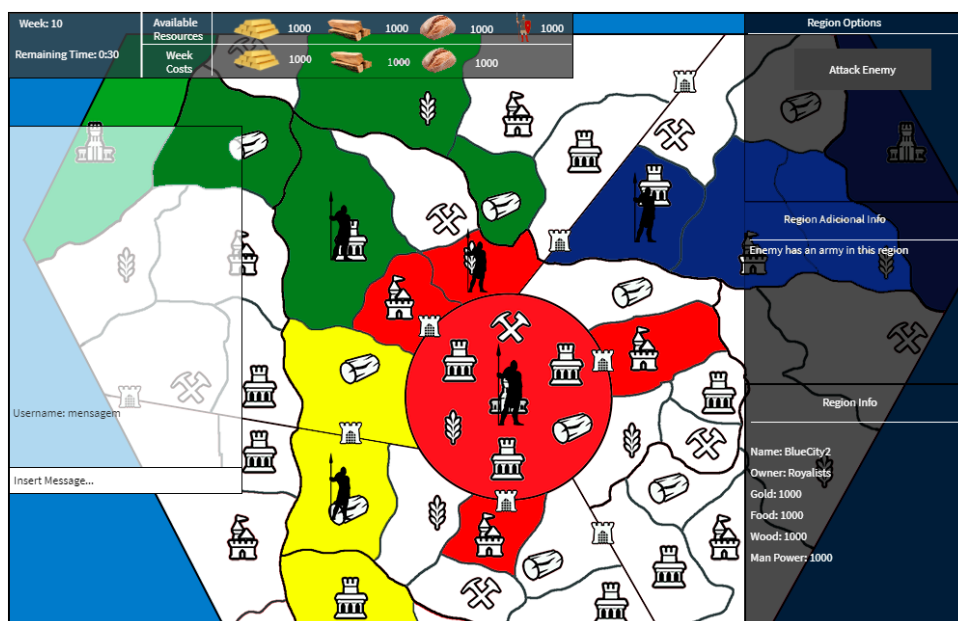 Week: 10
Remaining Time: 0:30
Available
Resources
1000
1000
1000
1000
Week
Costs
1000
1000
1000
Region Options
Attack Enemy
Region Adicional Info
Enemy has an army in this region
Region Info
Name: BlueCity2
Owner: Royalists
Gold: 1000
Food: 1000
Wood: 1000
Man Power: 1000
Username: mensagem
Insert Message...